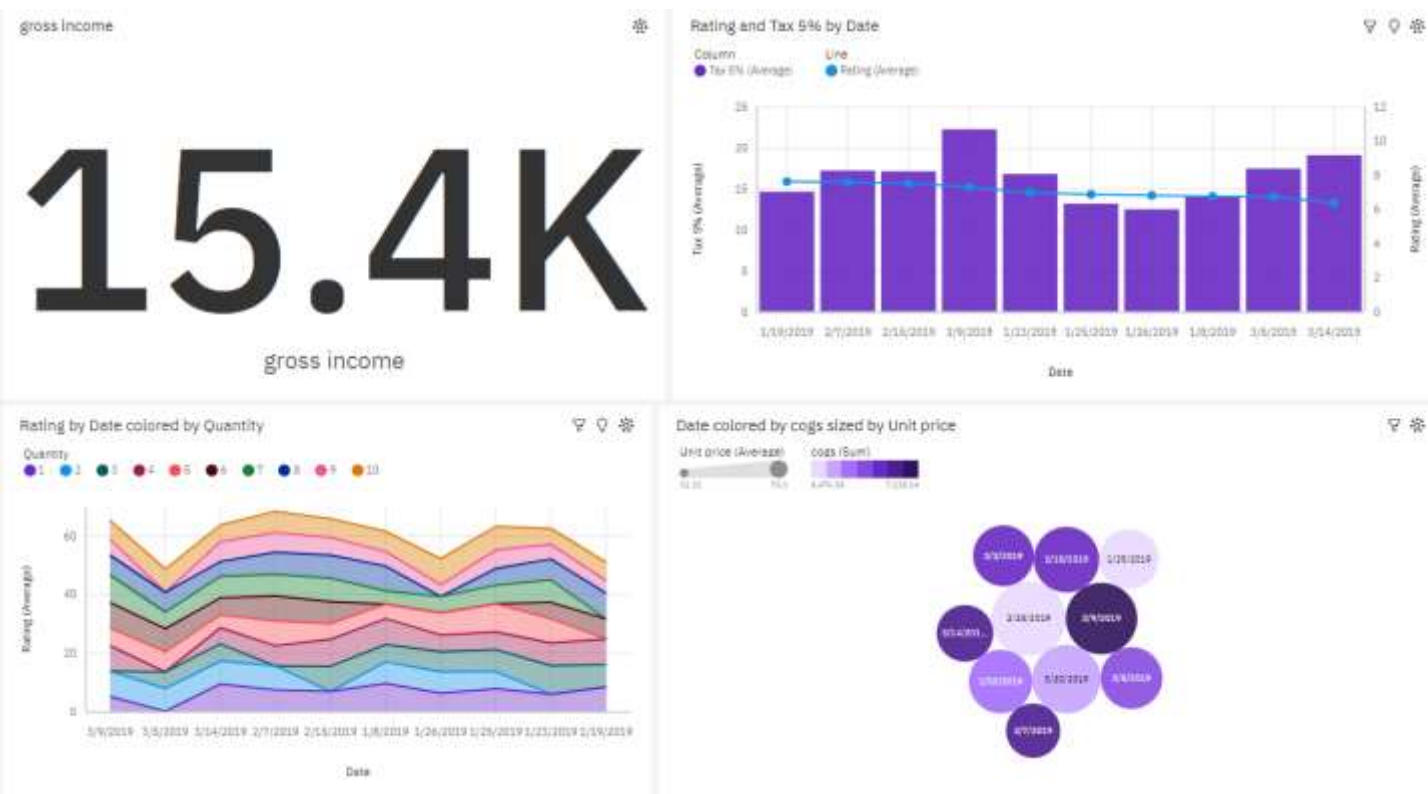 gross income
15.4K
gross income
Rating and Tax 5% by Date
Column Line
Tax 5% (Average) Rating (Average)
25
20
15
10
5
0
12
10
8
6
4
2
0
Tax 5% (Average)
Rating (Average)
1/19/2019 2/7/2019 2/15/2019 3/9/2019 1/23/2019 1/25/2019 1/26/2019 1/8/2019 3/5/2019 3/14/2019
Date
Rating by Date colored by Quantity
Quantity
1 2 3 4 5 6 7 8 9 10
60
40
20
0
Rating (Average)
3/9/2019 3/5/2019 3/14/2019 2/7/2019 2/15/2019 1/8/2019 1/26/2019 1/25/2019 1/23/2019 1/19/2019
Date
Date colored by cogs sized by Unit price
Unit price (Average) cogs (Sum)
3/9/2019
2/7/2019